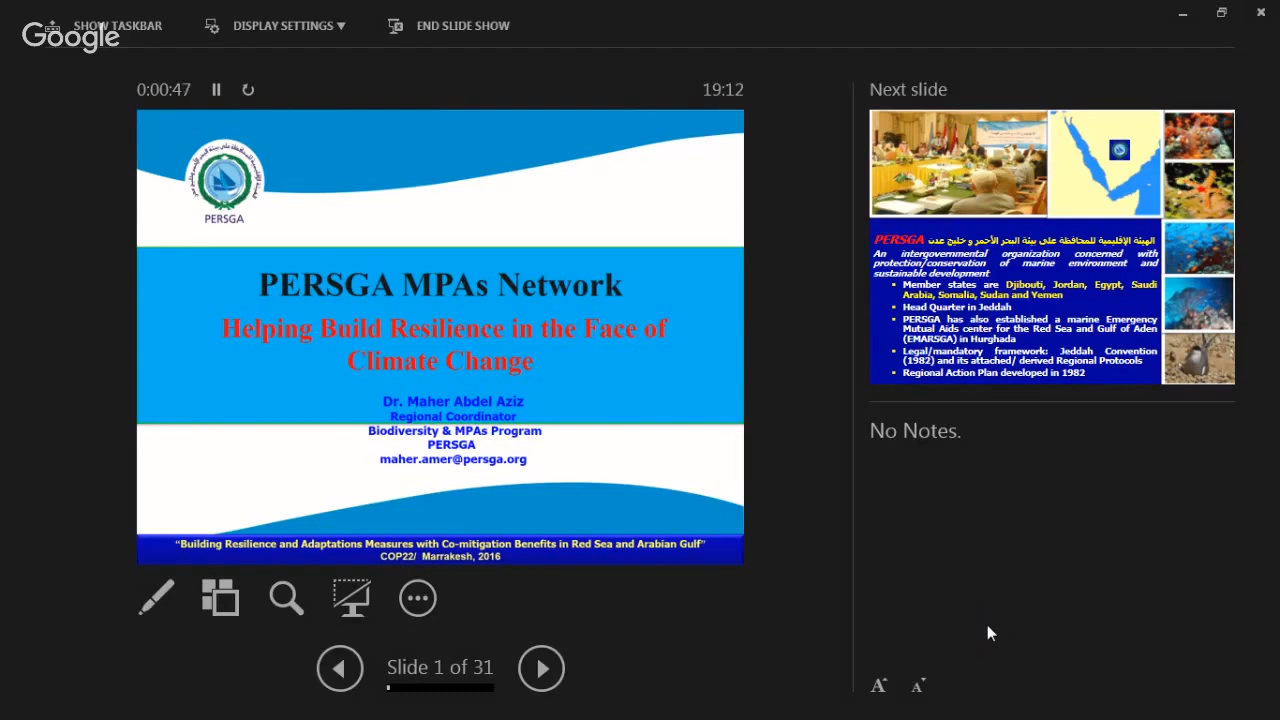 Google
SHOW TASKBAR
DISPLAY SETTINGS ▼
END SLIDE SHOW
0:00:47
19:12
PERSGA
PERSGA MPAs Network
Helping Build Resilience in the Face of
Climate Change
Dr. Maher Abdel Aziz
Regional Coordinator
Biodiversity & MPAs Program
PERSGA
maher.amer@persga.org
“Building Resilience and Adaptations Measures with Co-mitigation Benefits in Red Sea and Arabian Gulf”
COP22/ Marrakesh, 2016
Slide 1 of 31
Next slide
PERSGA الهيئة الإقليمية للمحافظة على بيئة البحر الأحمر و خليج عدن
An intergovernmental organization concerned with
protection/conservation of marine environment and
sustainable development
Member states are Djibouti, Jordan, Egypt, Saudi
Arabia, Somalia, Sudan and Yemen
Head Quarter in Jeddah
PERSGA has also established a marine Emergency
Mutual Aids center for the Red Sea and Gulf of Aden
(EMARSGA) in Hurghada
Legal/mandatory framework: Jeddah Convention
(1982) and its attached/ derived Regional Protocols
Regional Action Plan developed in 1982
No Notes.
A A